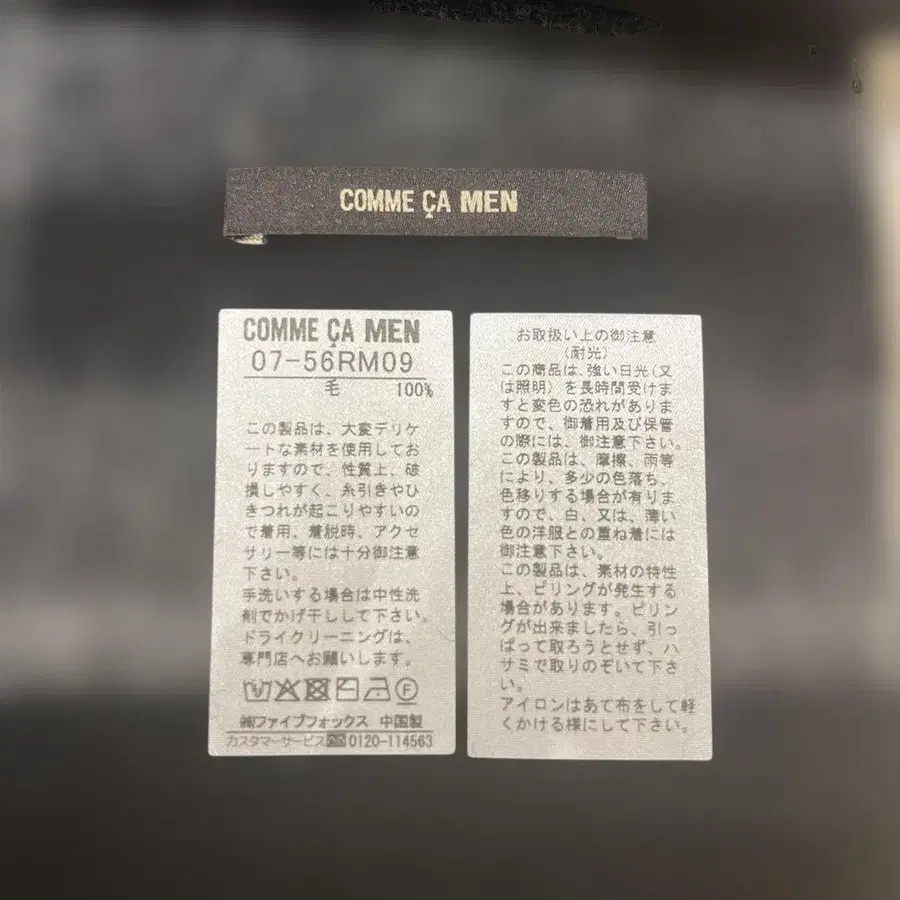 COMME ÇA MEN
COMME ÇA MEN
07-56RM09
毛 100%
この製品は、大変デリケ
ートな素材を使用してお
りますので、性質上、破
損しやすく、糸引きやひ
きつれが起こりやすいの
で着用、着脱時、アクセ
サリー等には十分御注意
下さい。
手洗いする場合は中性洗
剤でかげ干しして下さい。
ドライクリーニングは、
専門店へお願いします。
㈱ファイブフォックス 中国製
カスタマーサービス 0120-114563
お取扱い上の御注意
(耐光)
この商品は、強い日光(又
は照明)を長時間受けま
すと変色の恐れがありま
すので、御着用及び保管
の際には、御注意下さい。
この製品は、摩擦、雨等
により、多少の色落ち、
色移りする場合が有りま
すので、白、又は、薄い
色の洋服との重ね着には
御注意下さい。
この製品は、素材の特性
上、ピリングが発生する
場合があります。ピリン
グが出来ましたら、引っ
ぱって取ろうとせず、ハ
サミで取りのぞいて下さ
い。
アイロンはあて布をして軽
くかける様にして下さい。